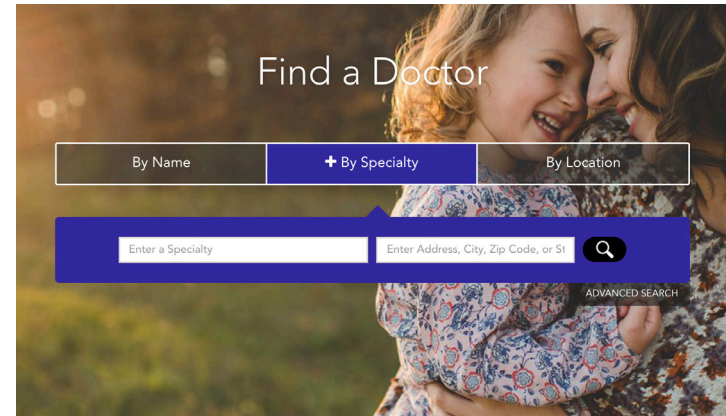 Find a Doctor
By Name
+ By Specialty
By Location
Enter a Specialty
Enter Address, City, Zip Code, or St
ADVANCED SEARCH